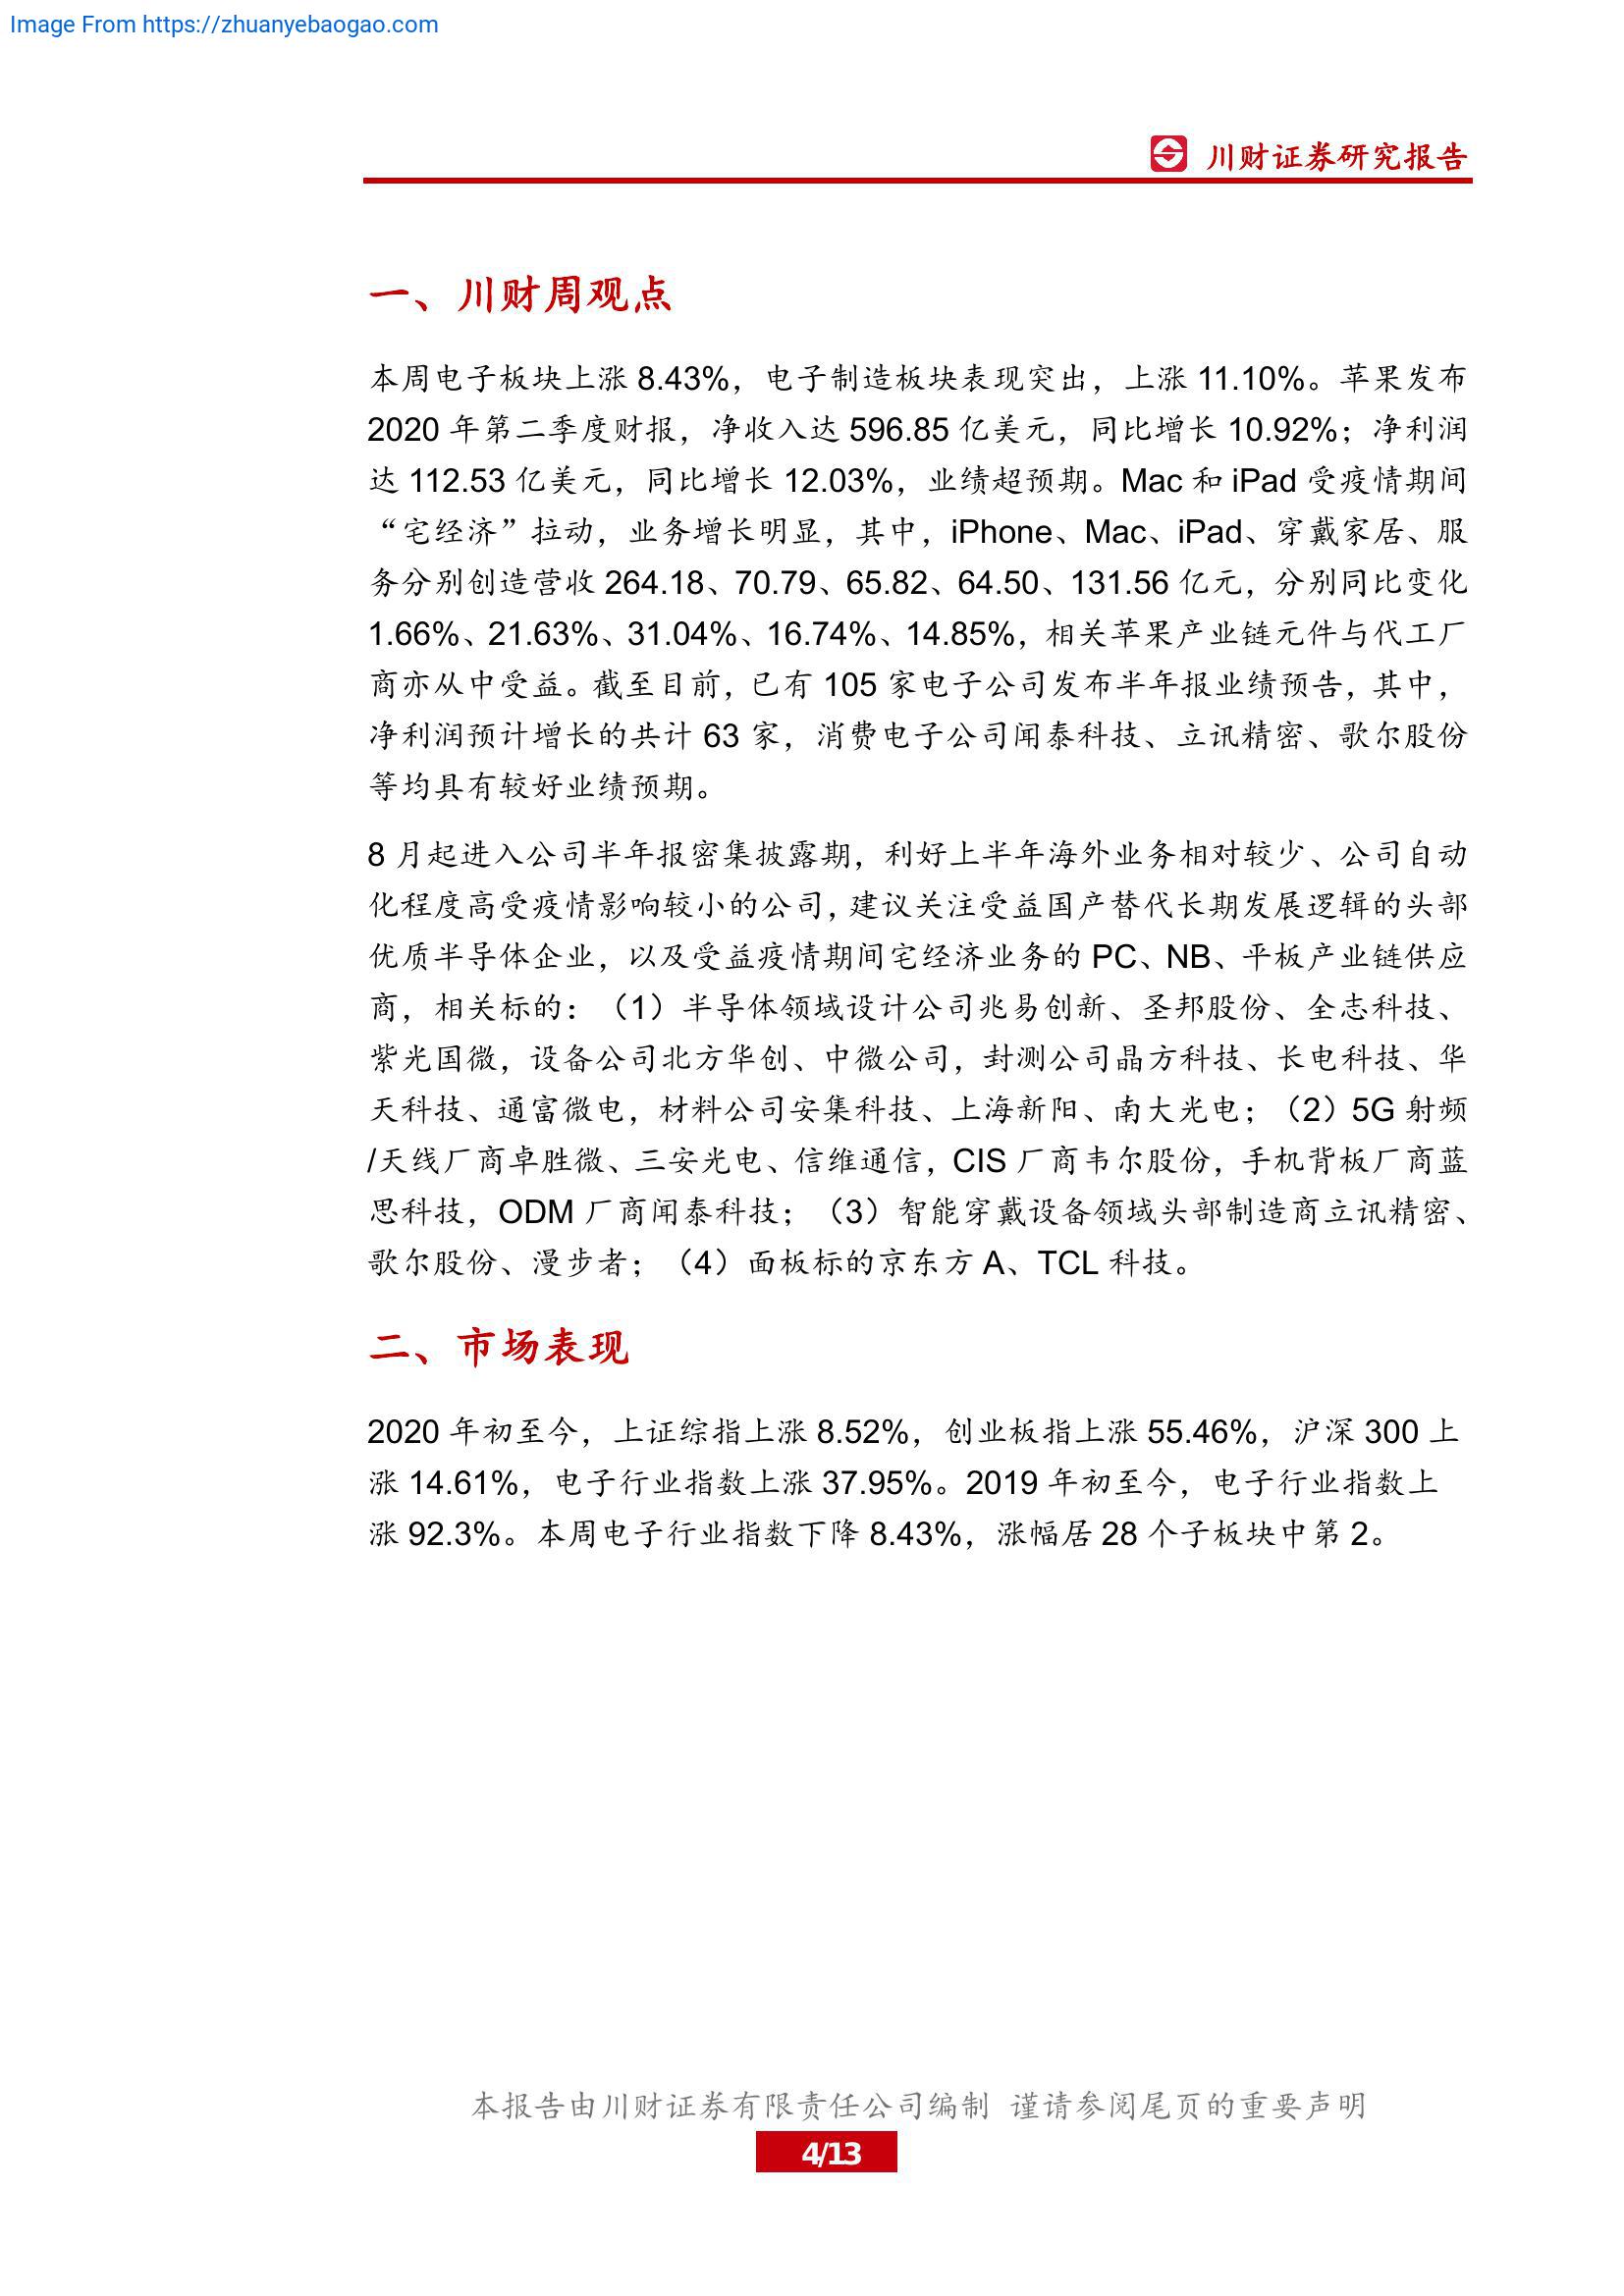 Image From https://zhuanyebaogao.com
川财证券研究报告
一、川财周观点
本周电子板块上涨 8.43%，电子制造板块表现突出，上涨 11.10%。苹果发布
2020 年第二季度财报，净收入达 596.85 亿美元，同比增长 10.92%；净利润
达 112.53 亿美元，同比增长 12.03%，业绩超预期。Mac 和 iPad 受疫情期间
“宅经济”拉动，业务增长明显，其中，iPhone、Mac、iPad、穿戴家居、服
务分别创造营收 264.18、70.79、65.82、64.50、131.56 亿元，分别同比变化
1.66%、21.63%、31.04%、16.74%、14.85%，相关苹果产业链元件与代工厂
商亦从中受益。截至目前，已有 105 家电子公司发布半年报业绩预告，其中，
净利润预计增长的共计 63 家，消费电子公司闻泰科技、立讯精密、歌尔股份
等均具有较好业绩预期。
8 月起进入公司半年报密集披露期，利好上半年海外业务相对较少、公司自动
化程度高受疫情影响较小的公司，建议关注受益国产替代长期发展逻辑的头部
优质半导体企业，以及受益疫情期间宅经济业务的 PC、NB、平板产业链供应
商，相关标的：（1）半导体领域设计公司兆易创新、圣邦股份、全志科技、
紫光国微，设备公司北方华创、中微公司，封测公司晶方科技、长电科技、华
天科技、通富微电，材料公司安集科技、上海新阳、南大光电；（2）5G 射频
/天线厂商卓胜微、三安光电、信维通信，CIS 厂商韦尔股份，手机背板厂商蓝
思科技，ODM 厂商闻泰科技；（3）智能穿戴设备领域头部制造商立讯精密、
歌尔股份、漫步者；（4）面板标的京东方 A、TCL 科技。
二、市场表现
2020 年初至今，上证综指上涨 8.52%，创业板指上涨 55.46%，沪深 300 上
涨 14.61%，电子行业指数上涨 37.95%。2019 年初至今，电子行业指数上
涨 92.3%。本周电子行业指数下降 8.43%，涨幅居 28 个子板块中第 2。
本报告由川财证券有限责任公司编制 谨请参阅尾页的重要声明
4/13